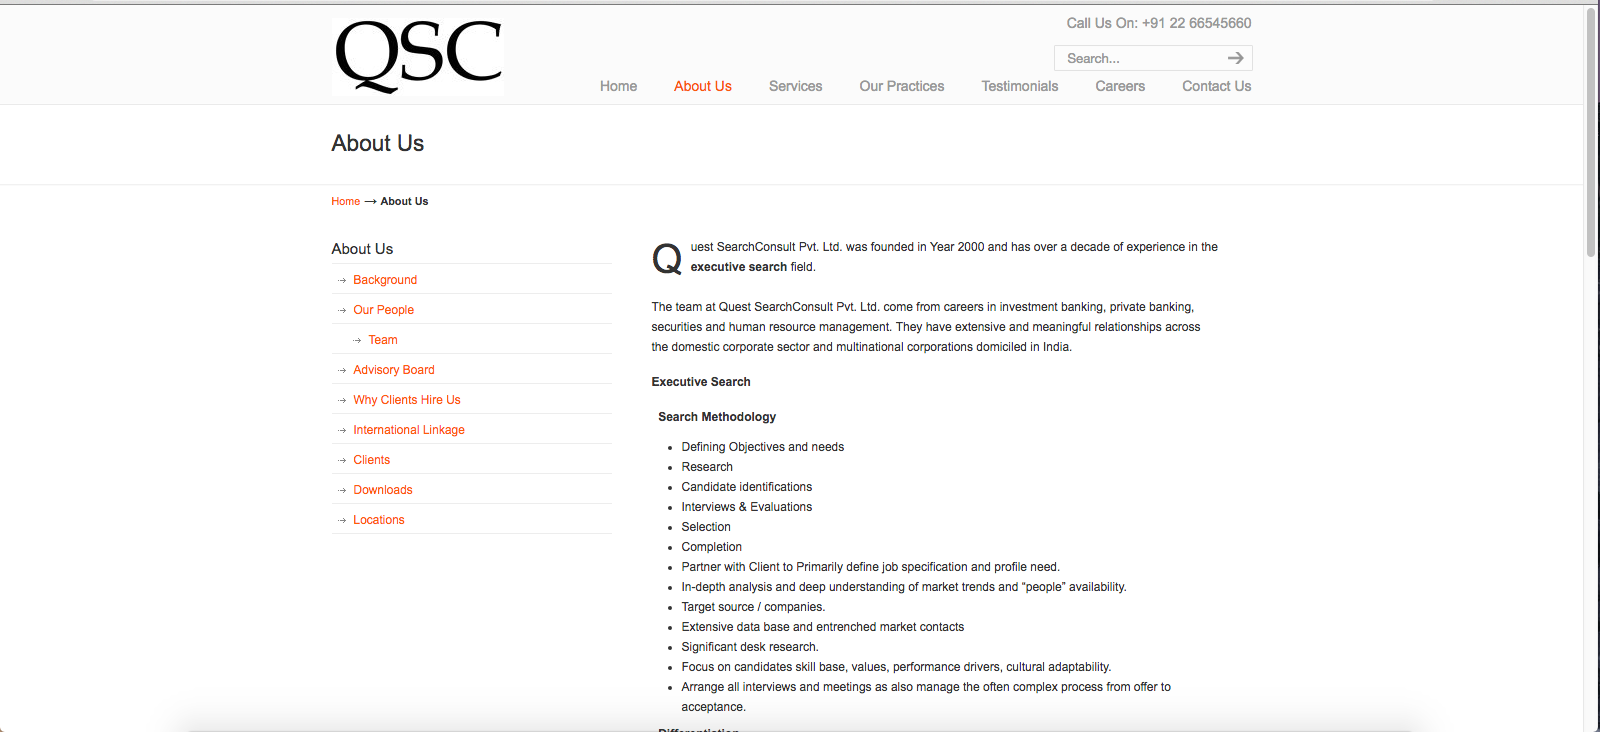 QSC
Call Us On: +91 22 66545660
Search...
Home
About Us
Services
Our Practices
Testimonials
Careers
Contact Us
About Us
Home → About Us
About Us
Background
Our People
Team
Advisory Board
Why Clients Hire Us
International Linkage
Clients
Downloads
Locations
Quest SearchConsult Pvt. Ltd. was founded in Year 2000 and has over a decade of experience in the
executive search field.
The team at Quest SearchConsult Pvt. Ltd. come from careers in investment banking, private banking,
securities and human resource management. They have extensive and meaningful relationships across
the domestic corporate sector and multinational corporations domiciled in India.
Executive Search
Search Methodology
Defining Objectives and needs
Research
Candidate identifications
Interviews & Evaluations
Selection
Completion
Partner with Client to Primarily define job specification and profile need.
In-depth analysis and deep understanding of market trends and “people” availability.
Target source / companies.
Extensive data base and entrenched market contacts
Significant desk research.
Focus on candidates skill base, values, performance drivers, cultural adaptability.
Arrange all interviews and meetings as also manage the often complex process from offer to
acceptance.